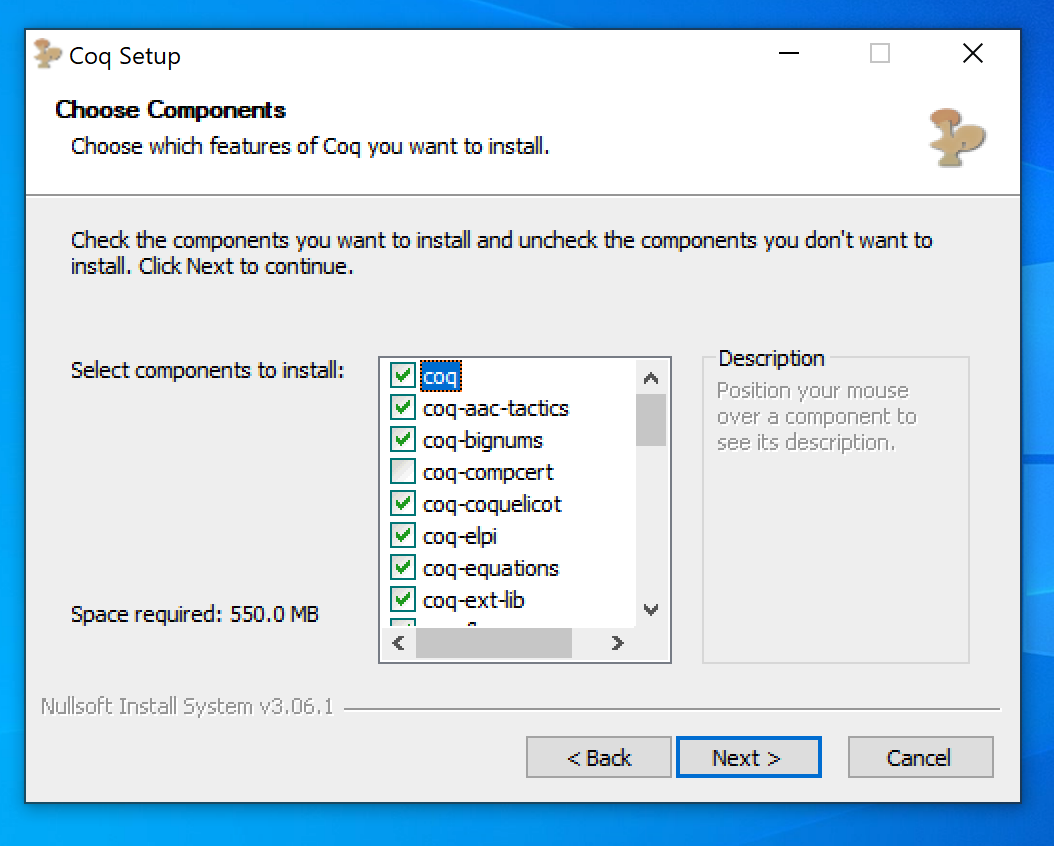 Coq Setup
Choose Components
Choose which features of Coq you want to install.
Check the components you want to install and uncheck the components you don't want to
install. Click Next to continue.
Select components to install:
coq
coq-aac-tactics
coq-bignums
coq-compcert
coq-coquelicot
coq-elpi
coq-equations
coq-ext-lib
Description
Position your mouse
over a component to
see its description.
Space required: 550.0 MB
Nullsoft Install System v3.06.1
< Back
Next >
Cancel